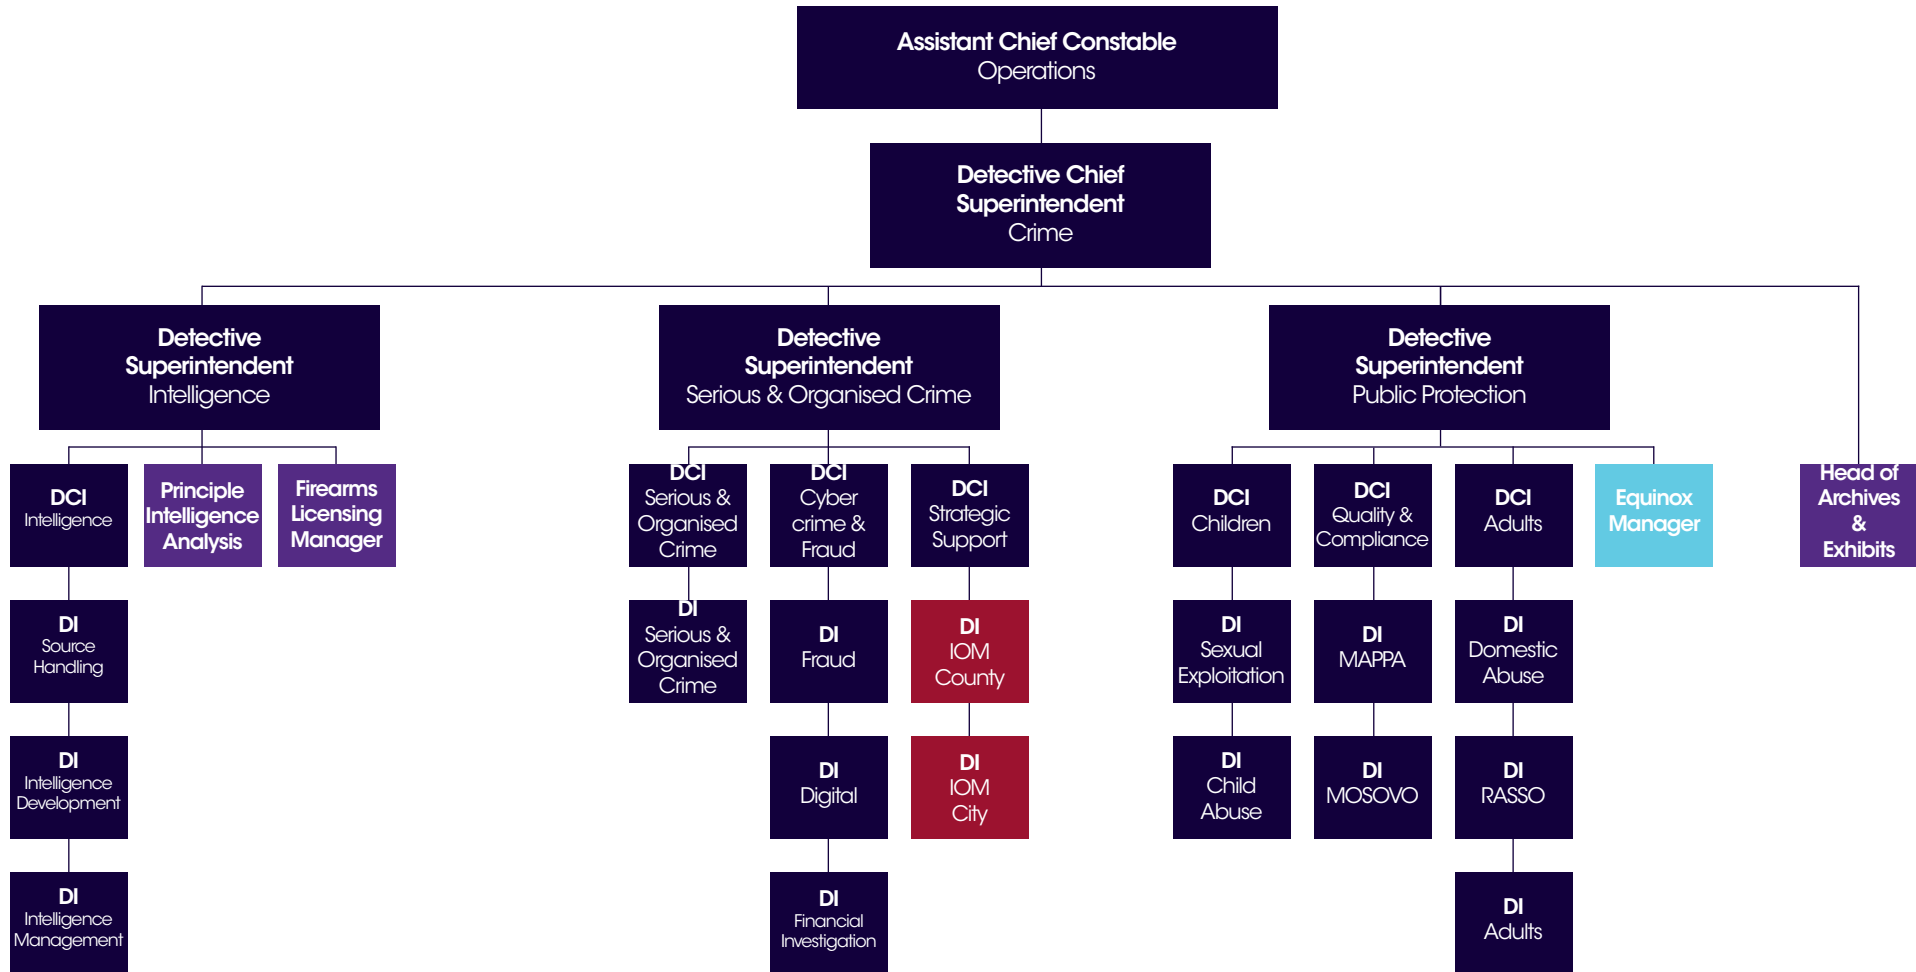 Assistant Chief Constable
Operations
Detective Chief
Superintendent
Crime
Detective
Superintendent
Intelligence
Detective
Superintendent
Serious & Organised Crime
Detective
Superintendent
Public Protection
DCI
Intelligence
Principle
Intelligence
Analysis
Firearms
Licensing
Manager
DCI
Serious &
Organised
Crime
DCI
Cyber
crime &
Fraud
DCI
Strategic
Support
DCI
Children
DCI
Quality &
Compliance
DCI
Adults
Equinox
Manager
Head of
Archives
&
Exhibits
DI
Source
Handling
DI
Serious &
Organised
Crime
DI
Fraud
DI
IOM
County
DI
Sexual
Exploitation
DI
MAPPA
DI
Domestic
Abuse
DI
Intelligence
Development
DI
Digital
DI
IOM
City
DI
Child
Abuse
DI
MOSOVO
DI
RASSO
DI
Intelligence
Management
DI
Financial
Investigation
DI
Adults